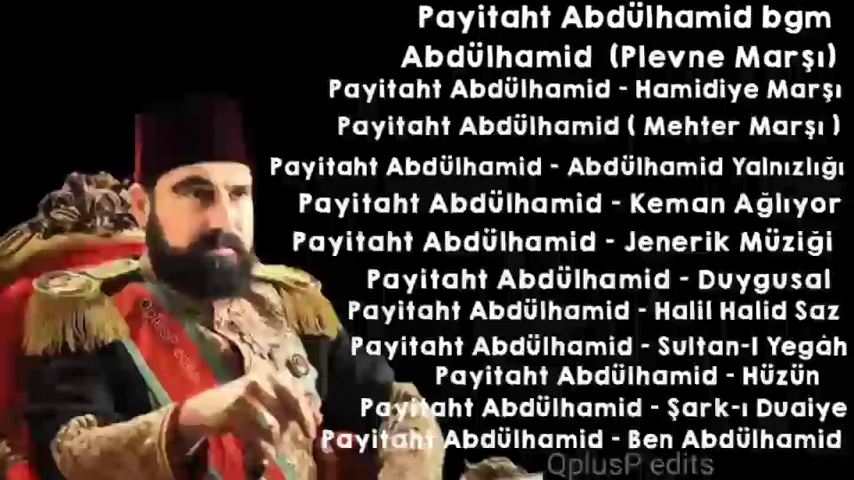 Payitaht Abdülhamid bgm
Abdülhamid (Plevne Marşı)
Payitaht Abdülhamid - Hamidiye Marşı
Payitaht Abdülhamid ( Mehter Marşı )
Payitaht Abdülhamid - Abdülhamid Yalnızlığı
Payitaht Abdülhamid - Keman Ağlıyor
Payitaht Abdülhamid - Jenerik Müziği
Payitaht Abdülhamid - Duygusal
Payitaht Abdülhamid - Halil Halid Saz
Payitaht Abdülhamid - Sultan-I Yegâh
Payitaht Abdülhamid - Hüzün
Payitaht Abdülhamid - Şark-ı Duaiye
Payitaht Abdülhamid - Ben Abdülhamid
QplusP edits
QplusP edits